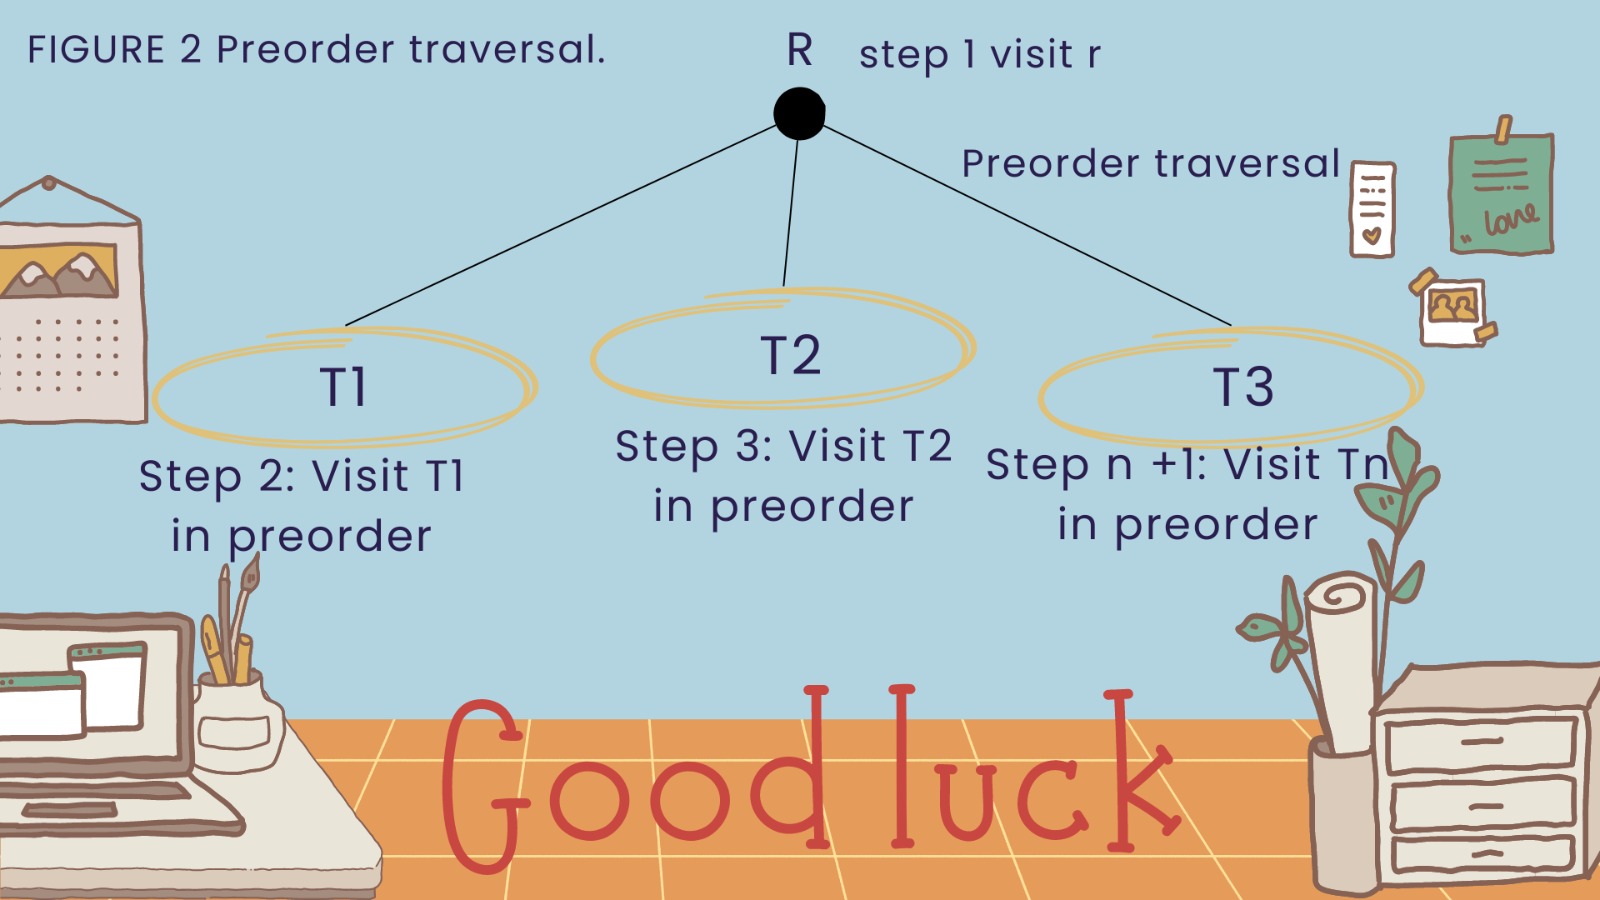 FIGURE 2 Preorder traversal.
R
step 1 visit r
Preorder traversal
love
T1
T2
T3
Step 2: Visit T1
in preorder
Step 3: Visit T2
in preorder
Step n +1: Visit Tn
in preorder
Good luck